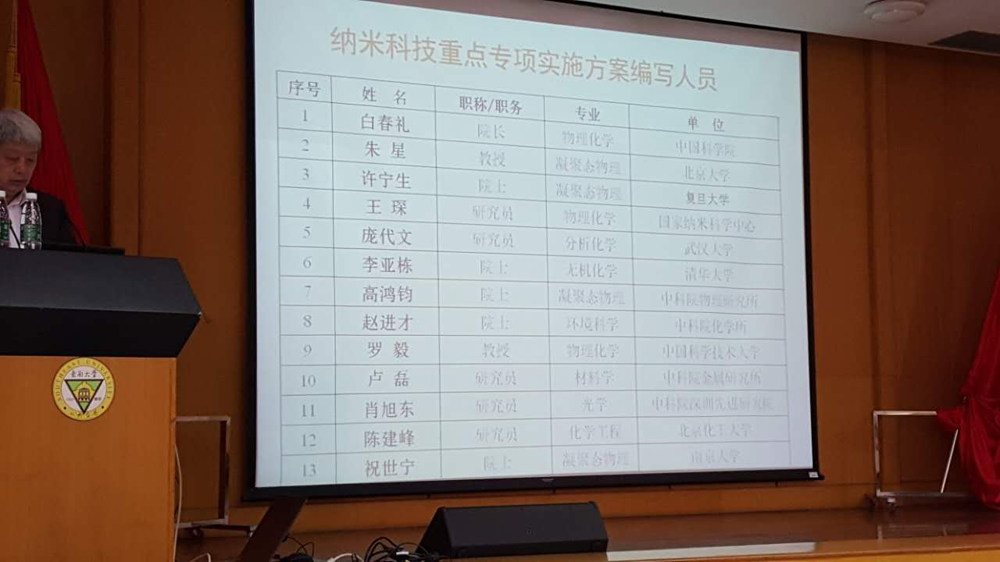 纳米科技重点专项实施方案编写人员
序号 姓 名 职称/职务 专业 单 位
1 白春礼 院长 物理化学 中国科学院
2 朱 星 教授 凝聚态物理 北京大学
3 许宁生 院士 凝聚态物理 复旦大学
4 王 琛 研究员 物理化学 国家纳米科学中心
5 庞代文 研究员 分析化学 武汉大学
6 李亚栋 院士 无机化学 清华大学
7 高鸿钧 院士 凝聚态物理 中科院物理研究所
8 赵进才 院士 环境科学 中科院化学所
9 罗 毅 教授 物理化学 中国科学技术大学
10 卢 磊 研究员 材料学 中科院金属研究所
11 肖旭东 研究员 光学 中科院深圳先进研究院
12 陈建峰 研究员 化学工程 北京化工大学
13 祝世宁 院士 凝聚态物理 南京大学
SOUTHEAST UNIVERSITY
東南大学